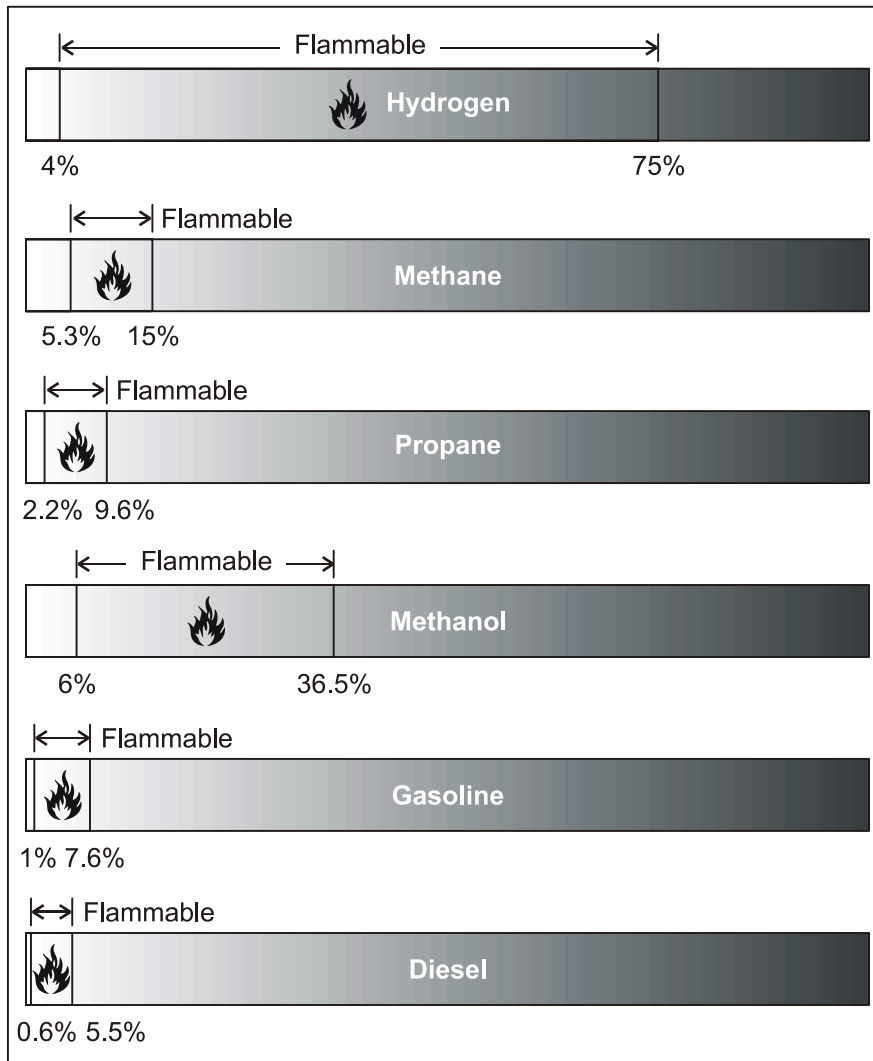 Flammable
Hydrogen
4% 75%
Flammable
Methane
5.3% 15%
Flammable
Propane
2.2% 9.6%
Flammable
Methanol
6% 36.5%
Flammable
Gasoline
1% 7.6%
Flammable
Diesel
0.6% 5.5%